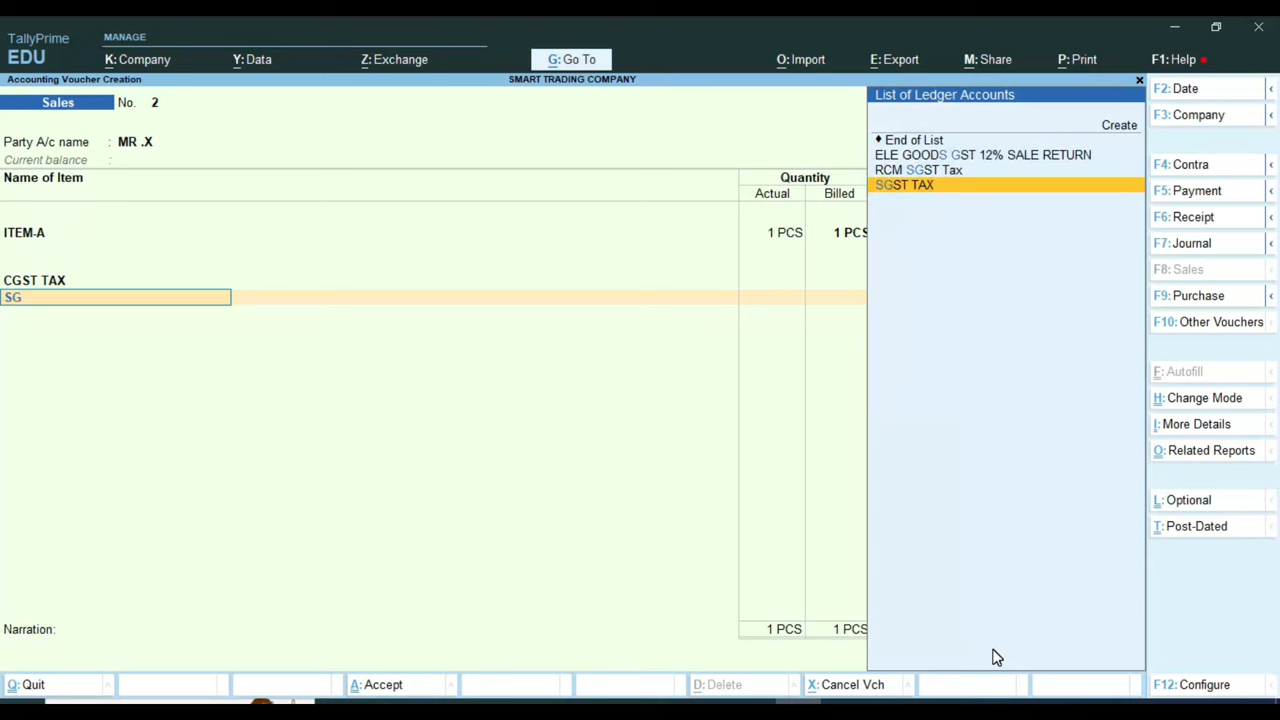 TallyPrime
EDU
MANAGE
K: Company
Y: Data
Z: Exchange
G: Go To
O: Import
E: Export
M: Share
P: Print
F1: Help
Accounting Voucher Creation
SMART TRADING COMPANY
Sales No. 2
Party A/c name : MR .X
Current balance :
Name of Item
Quantity
Actual Billed
ITEM-A 1 PCS 1 PCS
CGST TAX
SG
Narration:
1 PCS 1 PCS
List of Ledger Accounts
Create
End of List
ELE GOODS GST 12% SALE RETURN
RCM SGST Tax
SGST TAX
F2: Date
F3: Company
F4: Contra
F5: Payment
F6: Receipt
F7: Journal
F8: Sales
F9: Purchase
F10: Other Vouchers
F: Autofill
H: Change Mode
I: More Details
O: Related Reports
L: Optional
T: Post-Dated
Q: Quit
A: Accept
D: Delete
X: Cancel Vch
F12: Configure